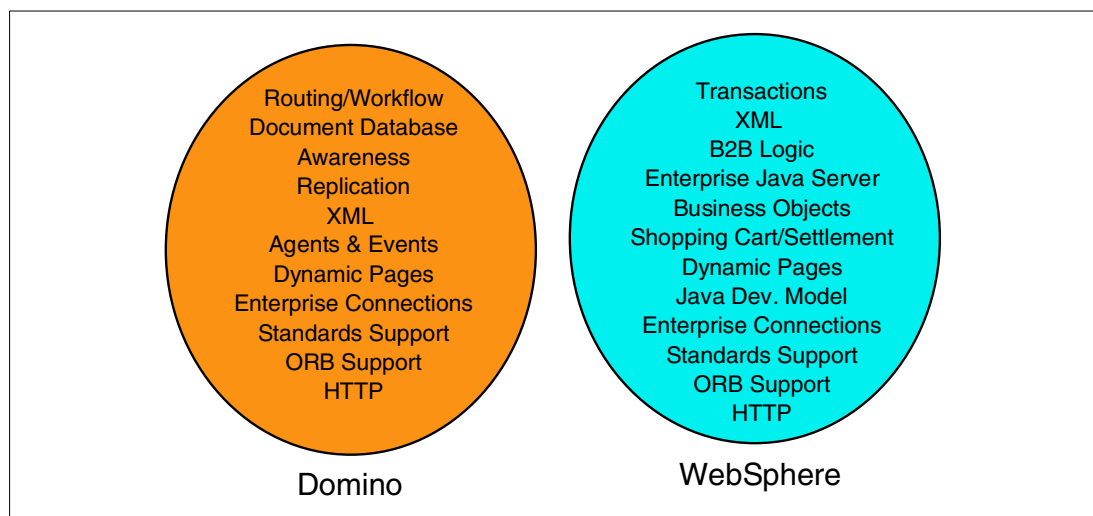 Routing/Workflow
Document Database
Awareness
Replication
XML
Agents & Events
Dynamic Pages
Enterprise Connections
Standards Support
ORB Support
HTTP
Domino
Transactions
XML
B2B Logic
Enterprise Java Server
Business Objects
Shopping Cart/Settlement
Dynamic Pages
Java Dev. Model
Enterprise Connections
Standards Support
ORB Support
HTTP
WebSphere